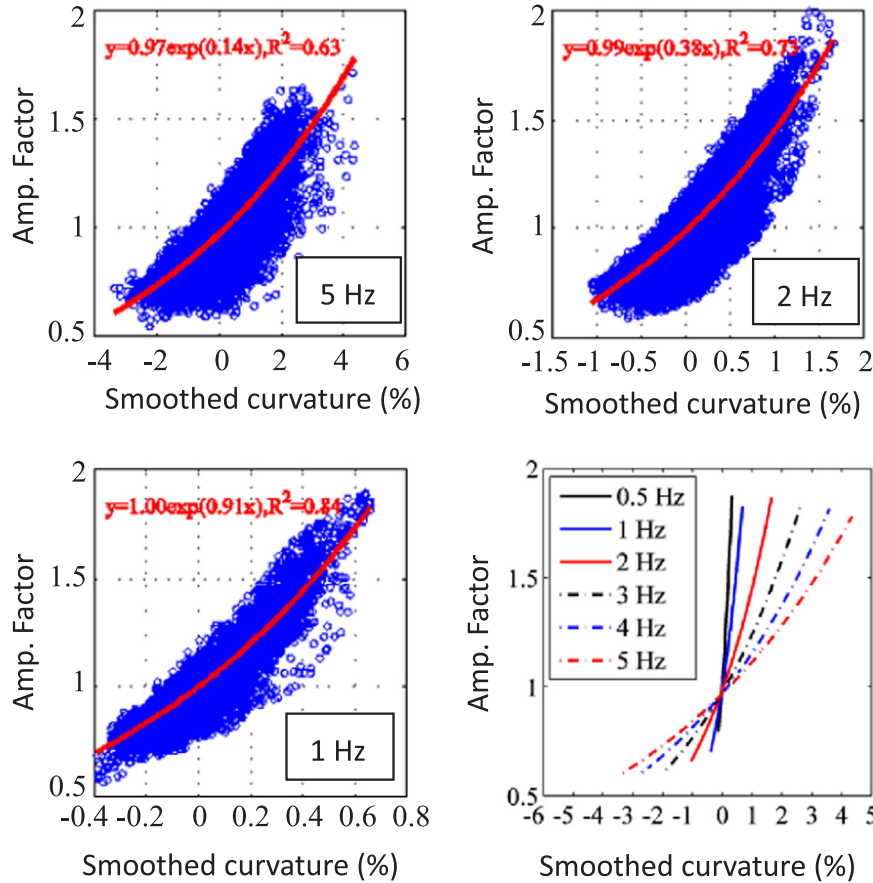 2
y=0.97exp(0.14x),R²=0.63
1.5
1
0.5
Amp. Factor
5 Hz
-4 -2 0 2 4 6
Smoothed curvature (%)
2
y=0.99exp(0.38x),R²=0.73
1.5
1
0.5
Amp. Factor
2 Hz
-1.5 -1 -0.5 0 0.5 1 1.5 2
Smoothed curvature (%)
2
y=1.00exp(0.91x),R²=0.84
1.5
1
0.5
Amp. Factor
1 Hz
-0.4 -0.2 0 0.2 0.4 0.6 0.8
Smoothed curvature (%)
2
1.5
1
0.5
Amp. Factor
0.5 Hz
1 Hz
2 Hz
3 Hz
4 Hz
5 Hz
-6 -5 -4 -3 -2 -1 0 1 2 3 4 5
Smoothed curvature (%)